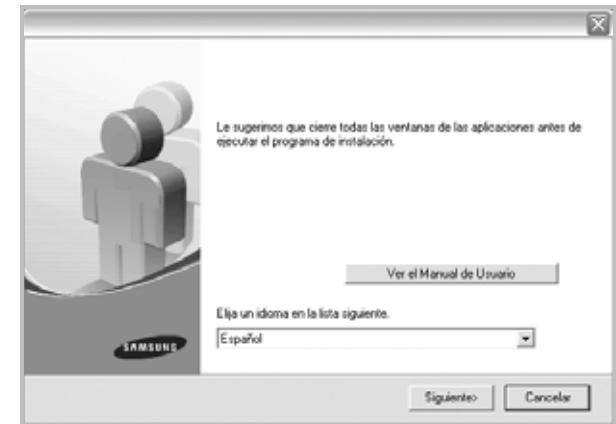 Le sugerimos que cierre todas las ventanas de las aplicaciones antes de
ejecutar el programa de instalación.
Ver el Manual de Usuario
Elija un idioma en la lista siguiente.
Español
SAMSUNG
Siguiente>
Cancelar